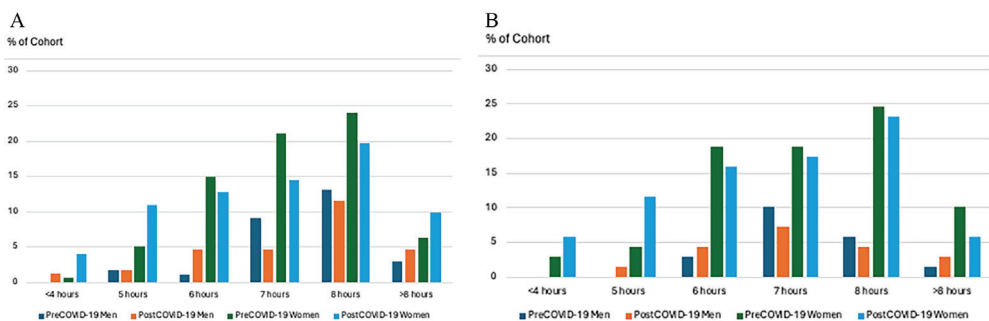 A
% of Cohort
30
25
20
15
10
5
0
<4 hours 5 hours 6 hours 7 hours 8 hours >8 hours
PreCOVID-19 Men PostCOVID-19 Men PreCOVID-19 Women PostCOVID-19 Women
B
% of Cohort
30
25
20
15
10
5
0
<4 hours 5 hours 6 hours 7 hours 8 hours >8 hours
PreCOVID-19 Men PostCOVID-19 Men PreCOVID-19 Women PostCOVID-19 Women